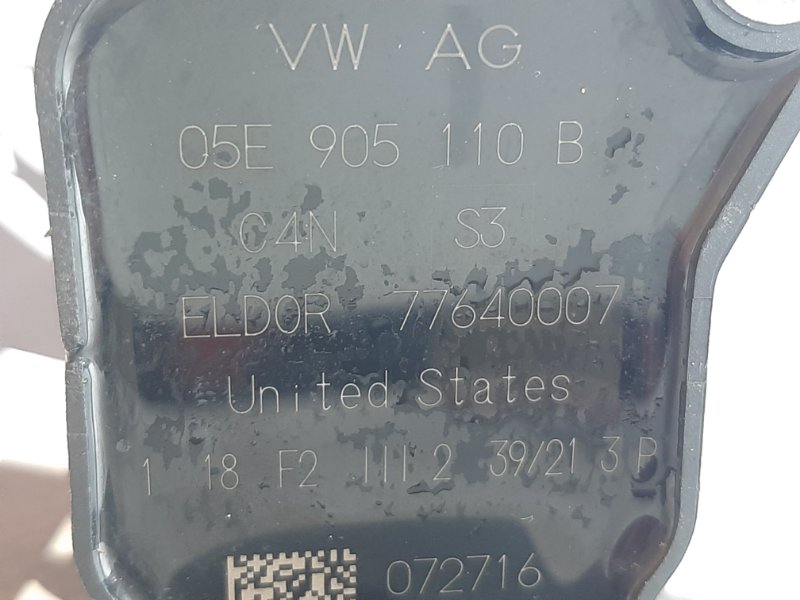 VW AG
05E 905 110 B
C4N S3
ELDOR 77640007
United States
1 18 F2 III 2 39/21 3 P
072716